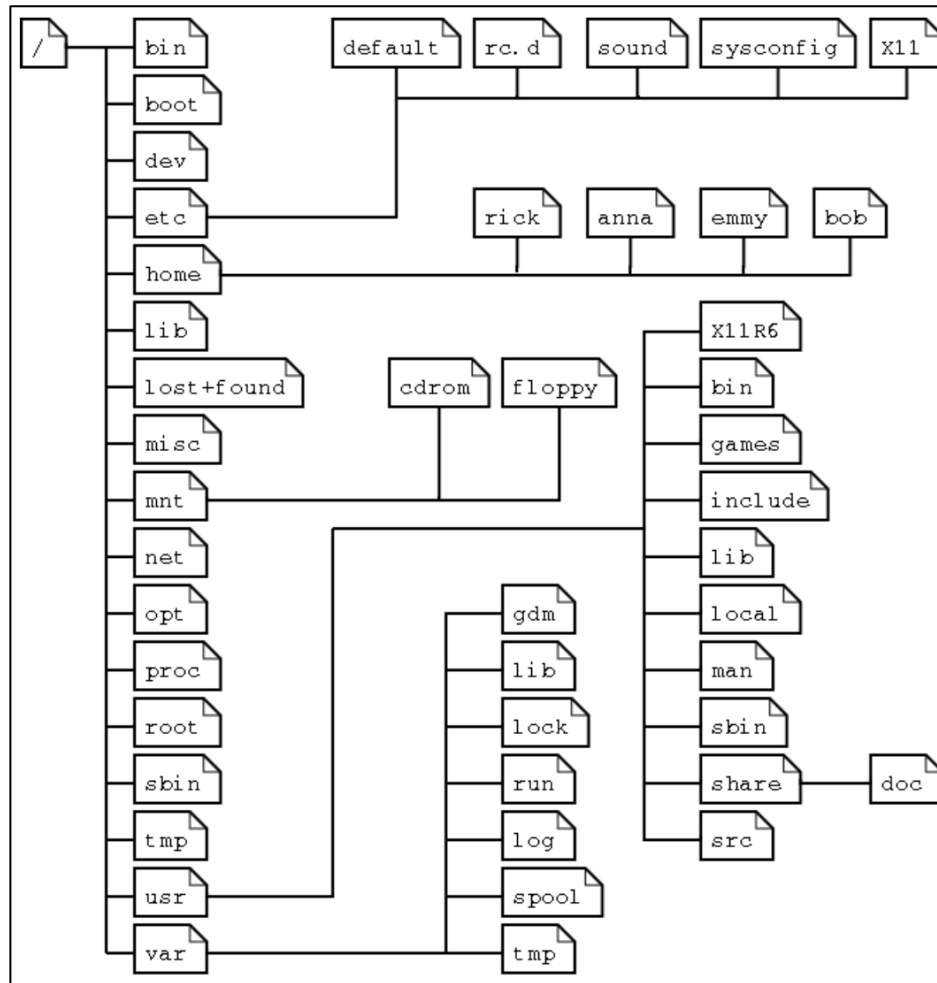 / bin default rc.d sound sysconfig X11
boot
dev
etc rick anna emmy bob
home
lib X11R6
lost+found cdrom floppy bin
misc games
mnt include
net lib
opt gdm local
proc lib man
root lock sbin
sbin run share doc
tmp log src
usr spool
var tmp